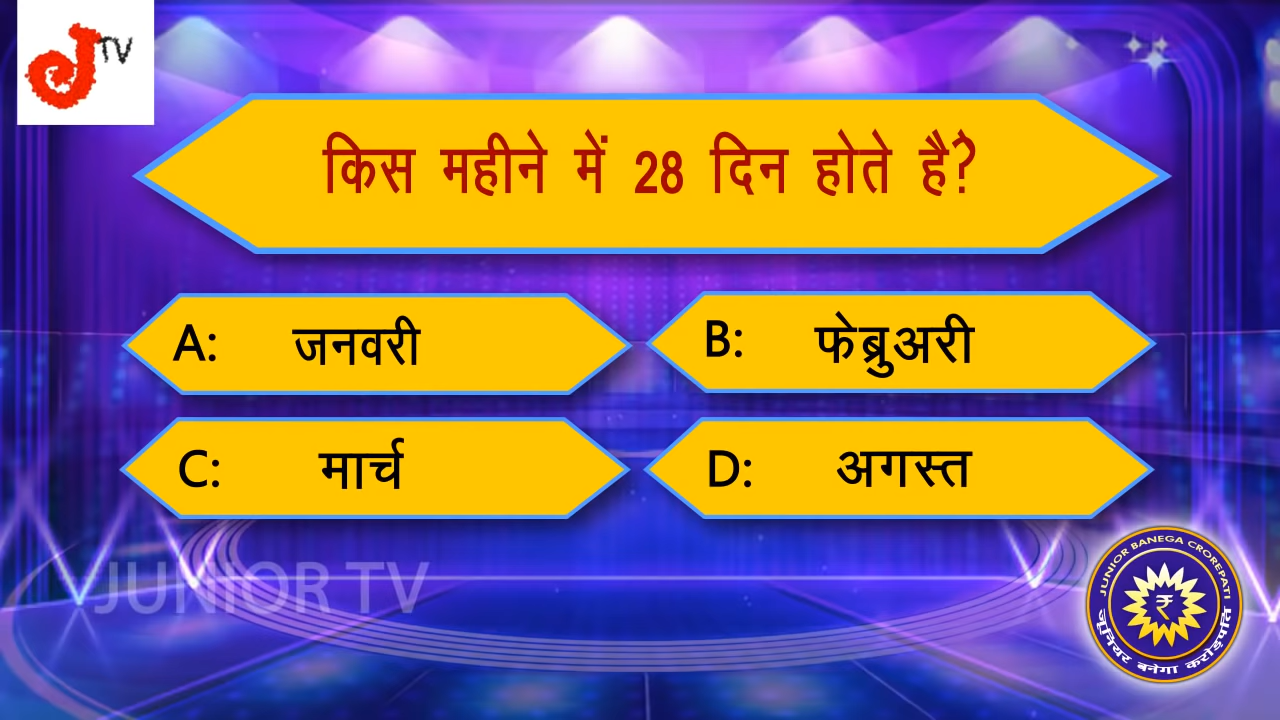 TV
किस महीने में 28 दिन होते है?
A: जनवरी
B: फेब्रुअरी
C: मार्च
D: अगस्त
JUNIOR TV
JUNIOR BANEGA CROREPATI
₹
जूनियर बनेगा करोड़पति